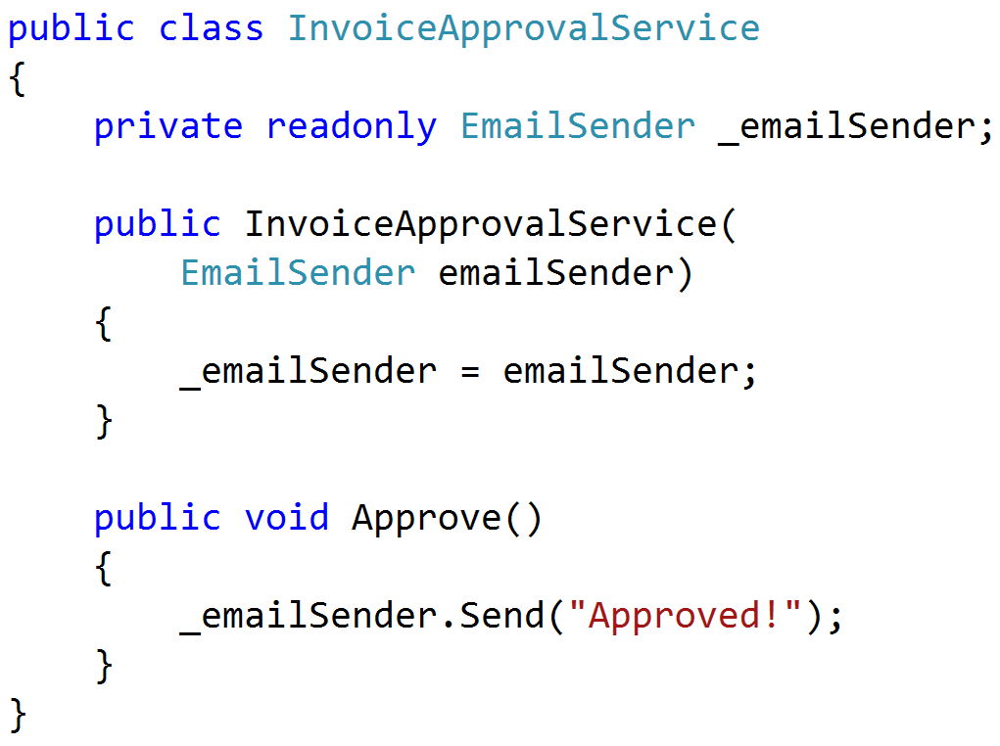 public class InvoiceApprovalService
{
    private readonly EmailSender _emailSender;

    public InvoiceApprovalService(
        EmailSender emailSender)
    {
        _emailSender = emailSender;
    }

    public void Approve()
    {
        _emailSender.Send("Approved!");
    }
}